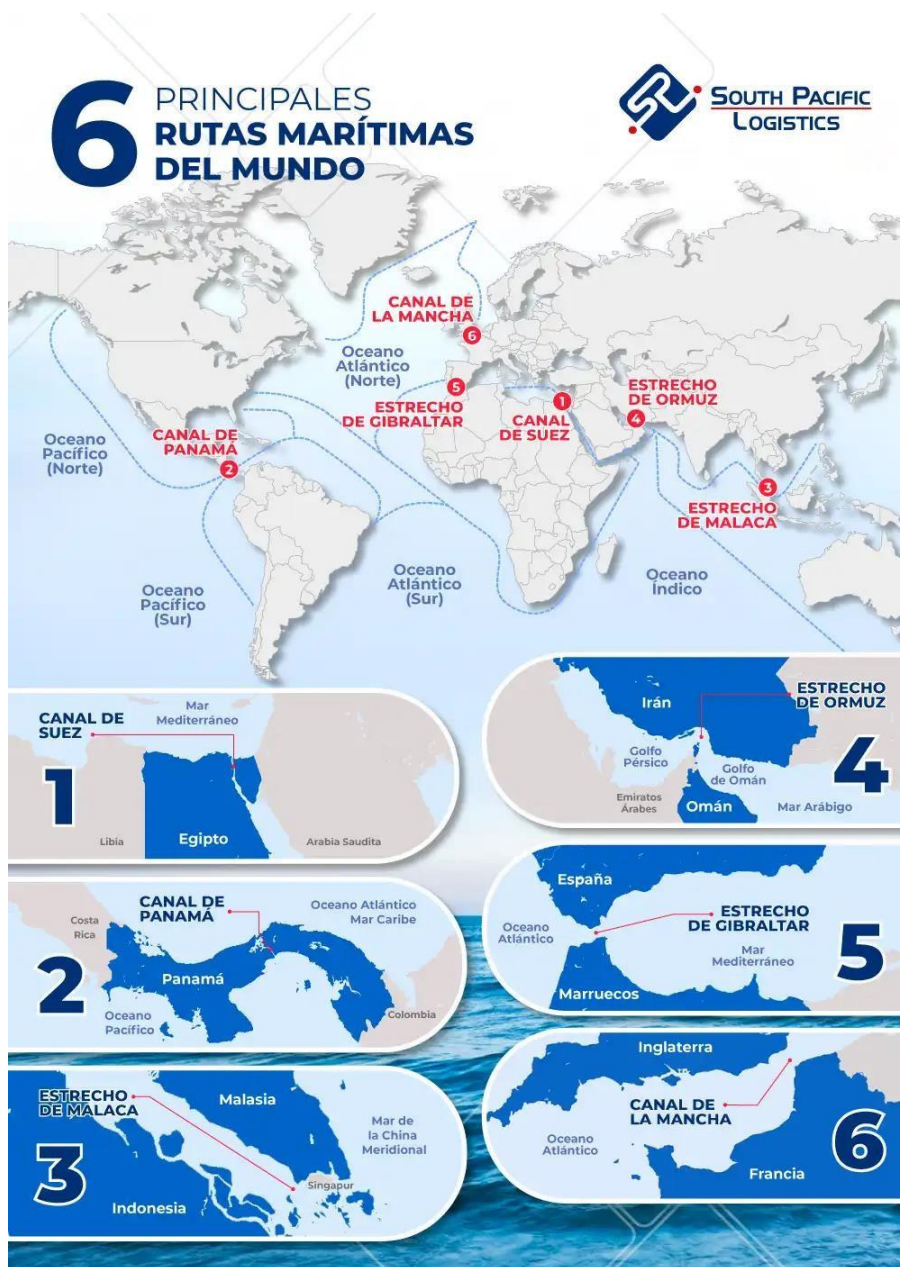 6
PRINCIPALES
RUTAS MARÍTIMAS
DEL MUNDO
SOUTH PACIFIC
LOGISTICS
CANAL DE
LA MANCHA
6
Oceano
Atlántico
(Norte)
5
ESTRECHO
DE GIBRALTAR
1
CANAL
DE SUEZ
ESTRECHO
DE ORMUZ
4
Oceano
Pacífico
(Norte)
CANAL DE
PANAMÁ
2
3
ESTRECHO
DE MALACA
Oceano
Pacífico
(Sur)
Oceano
Atlántico
(Sur)
Oceano
Índico
CANAL DE
SUEZ
1
Mar
Mediterráneo
Libia
Egipto
Arabia Saudita
ESTRECHO
DE ORMUZ
4
Irán
Golfo
Pérsico
Golfo
de Omán
Emiratos
Árabes
Omán
Mar Arábigo
CANAL DE
PANAMÁ
2
Oceano Atlántico
Mar Caribe
Costa
Rica
Panamá
Oceano
Pacífico
Colombia
España
Oceano
Atlántico
ESTRECHO
DE GIBRALTAR
5
Mar
Mediterráneo
Marruecos
ESTRECHO
DE MALACA
3
Malasia
Mar de
la China
Meridional
Singapur
Indonesia
Inglaterra
CANAL DE
LA MANCHA
6
Oceano
Atlántico
Francia